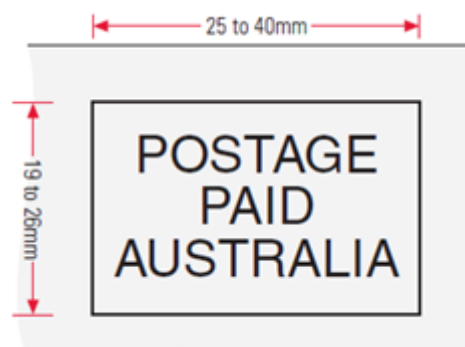 25 to 40mm
19 to 26mm
POSTAGE
PAID
AUSTRALIA